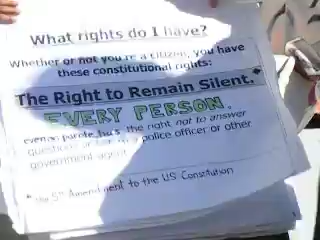 What rights do I have?
Whether or not you're a citizen, you have
these constitutional rights:
The Right to Remain Silent.*
EVERY PERSON,
the right not to answer
questions police officer or other
government
* the 5th Amendment to the US Constitution